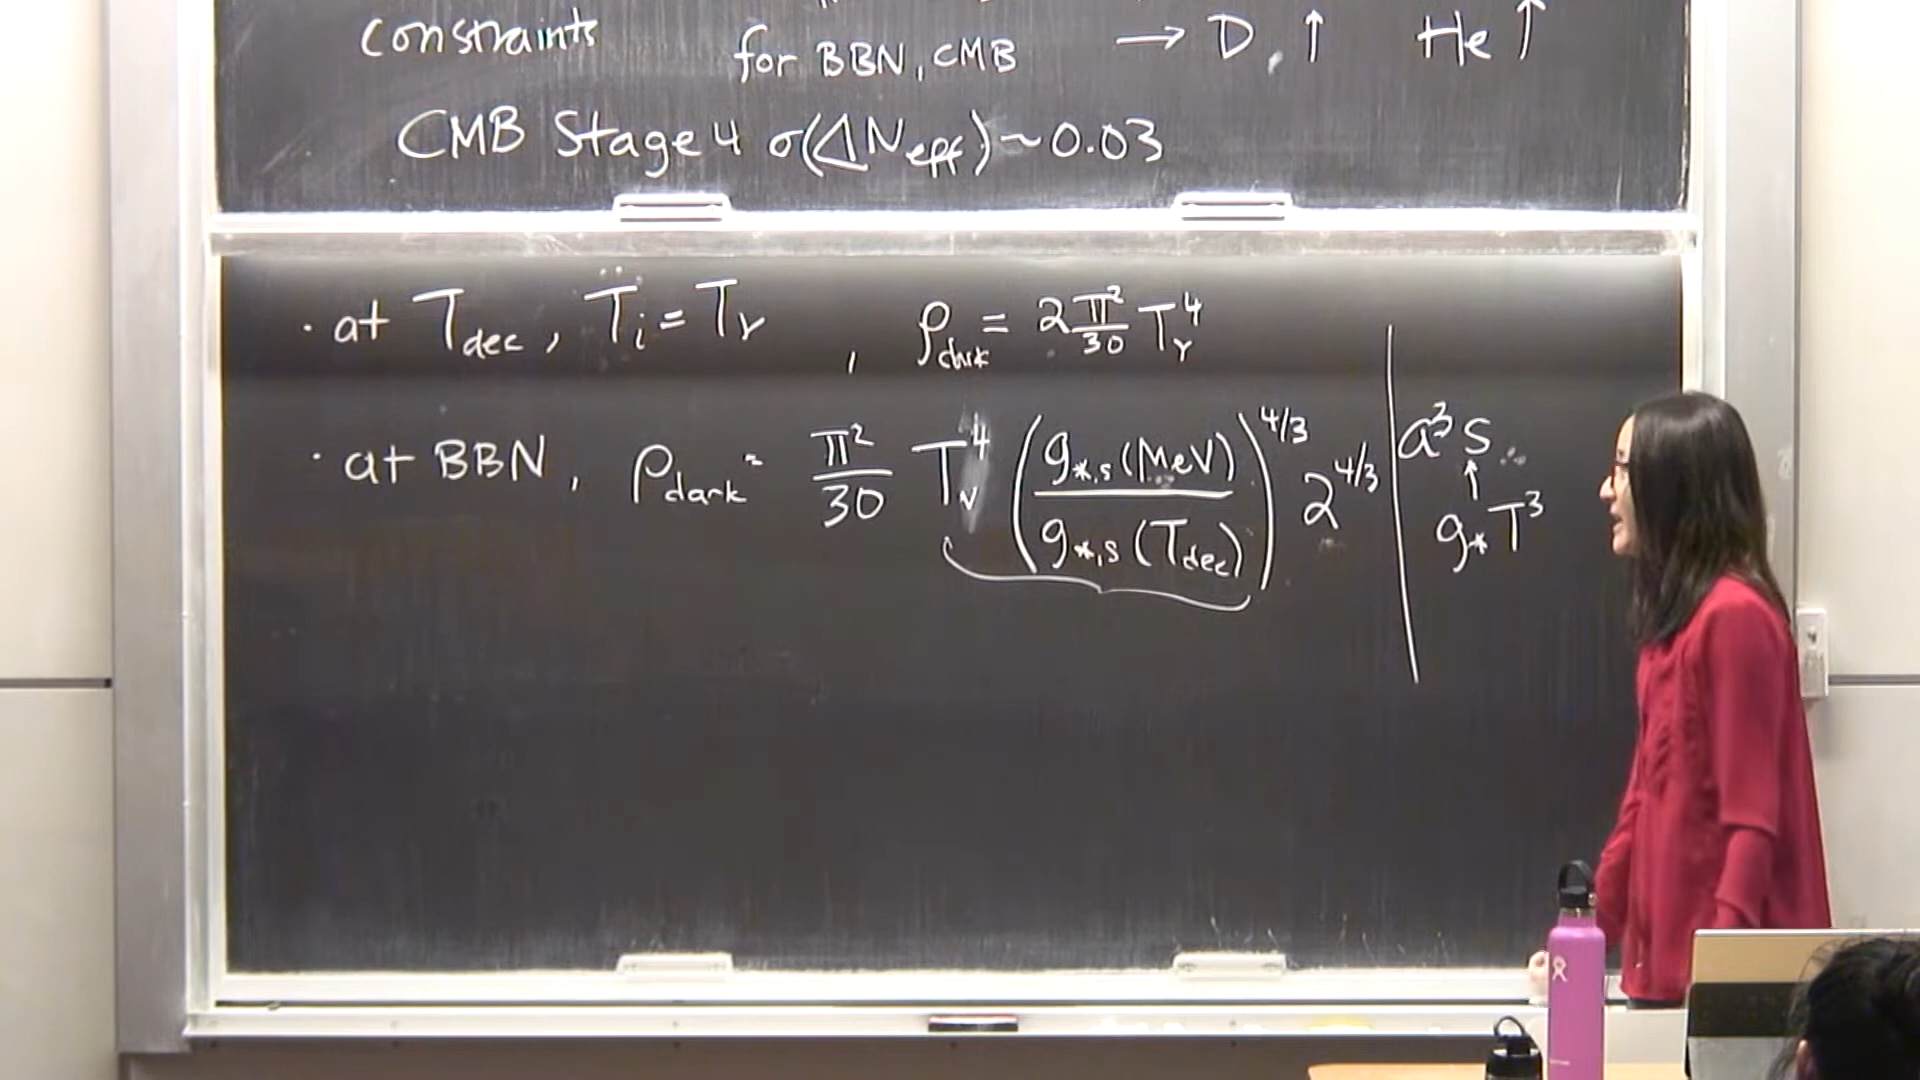 constraints for BBN, CMB → D, ↑ He ↑
CMB Stage 4 σ(ΔN_eff) ~ 0.03
· at T_dec, T_i = T_γ , ρ_dark = 2 π²/30 T_γ⁴
· at BBN, ρ_dark = π²/30 T_ν⁴ (g_*,s (MeV) / g_*,s (T_dec))^4/3 2^4/3
a³ s
↑
g_* T³